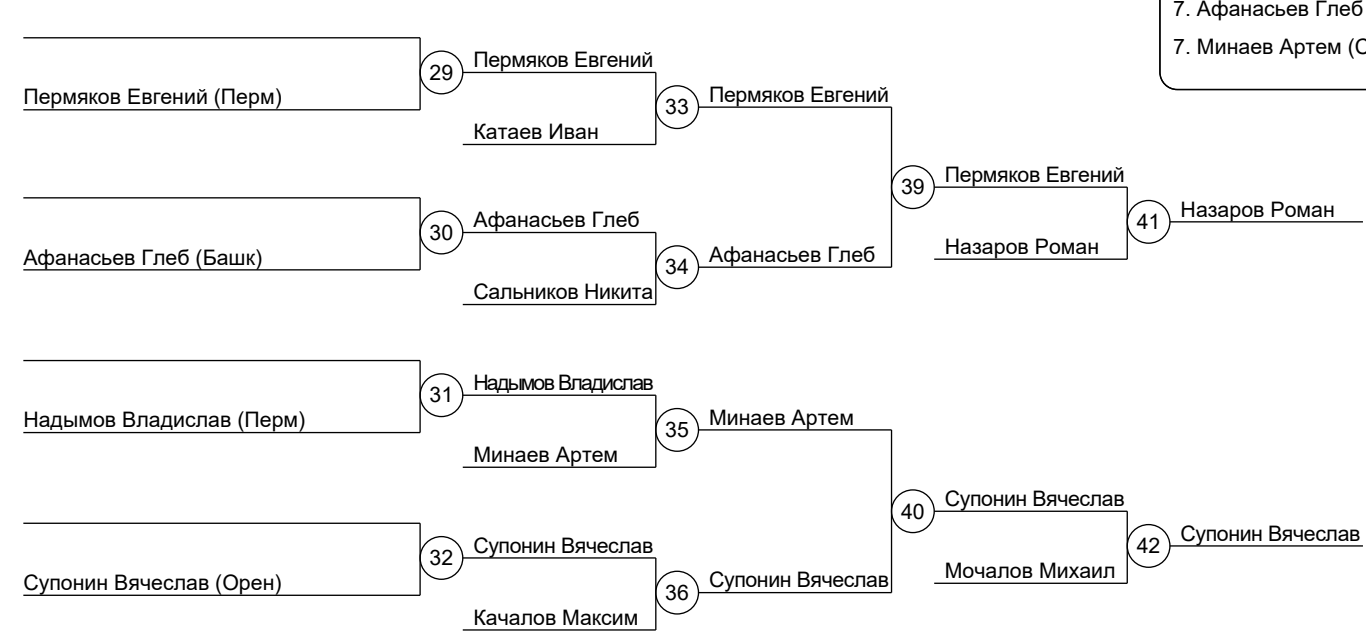 7. Афанасьев Глеб
7. Минаев Артем (
29
Пермяков Евгений
Пермяков Евгений (Перм)
33
Пермяков Евгений
Катаев Иван
39
Пермяков Евгений
30
Афанасьев Глеб
Афанасьев Глеб (Башк)
34
Афанасьев Глеб
Сальников Никита
Назаров Роман
41
Назаров Роман
31
Надымов Владислав
Надымов Владислав (Перм)
35
Минаев Артем
Минаев Артем
40
Супонин Вячеслав
32
Супонин Вячеслав
Супонин Вячеслав (Орен)
36
Супонин Вячеслав
Качалов Максим
Мочалов Михаил
42
Супонин Вячеслав